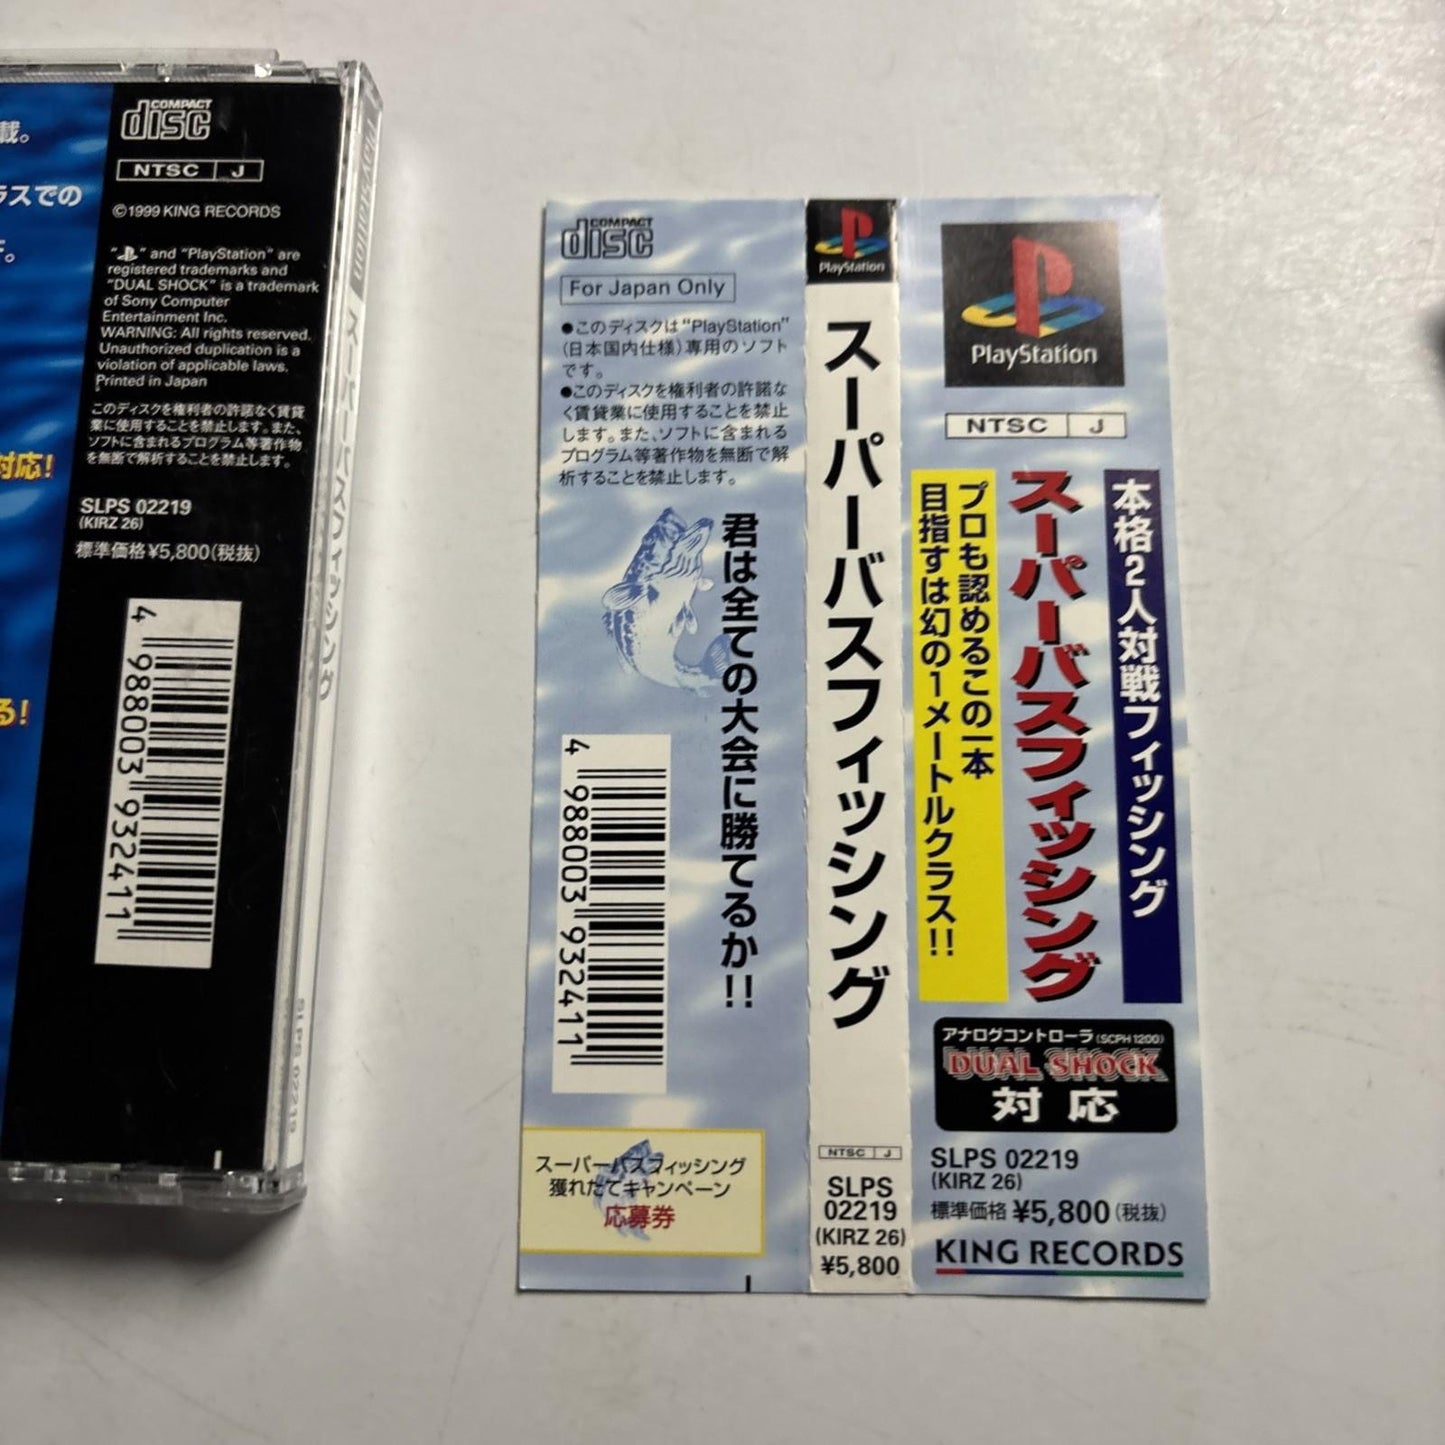 載。
ラスでの
対応!
る!
COMPACT
disc
NTSC J
©1999 KING RECORDS
" " and "PlayStation" are
registered trademarks and
"DUAL SHOCK" is a trademark
of Sony Computer
Entertainment Inc.
WARNING: All rights reserved.
Unauthorized duplication is a
violation of applicable laws.
Printed in Japan
このディスクを権利者の許諾なく賃貸
業に使用することを禁止します。また、
ソフトに含まれるプログラム等著作物
を無断で解析することを禁止します。
SLPS 02219
(KIRZ 26)
標準価格¥5,800(税抜)
4 988003 932411
PlayStation
スーパーバスフィッシング
SLPS 02219
COMPACT
disc
For Japan Only
●このディスクは"PlayStation"
(日本国内仕様)専用のソフト
です。
●このディスクを権利者の許諾な
く賃貸業に使用することを禁止
します。また、ソフトに含まれる
プログラム等著作物を無断で解
析することを禁止します。
君は全ての大会に勝てるか!!
4 988003 932411
スーパーバスフィッシング
獲れたてキャンペーン
応募券
PlayStation
スーパーバスフィッシング
NTSC J
SLPS
02219
(KIRZ 26)
¥5,800
PlayStation
NTSC J
本格2人対戦フィッシング
スーパーバスフィッシング
プロも認めるこの一本
目指すは幻の1メートルクラス!!
アナログコントローラ(SCPH 1200)
DUAL SHOCK
対応
SLPS 02219
(KIRZ 26)
標準価格¥5,800(税抜)
KING RECORDS